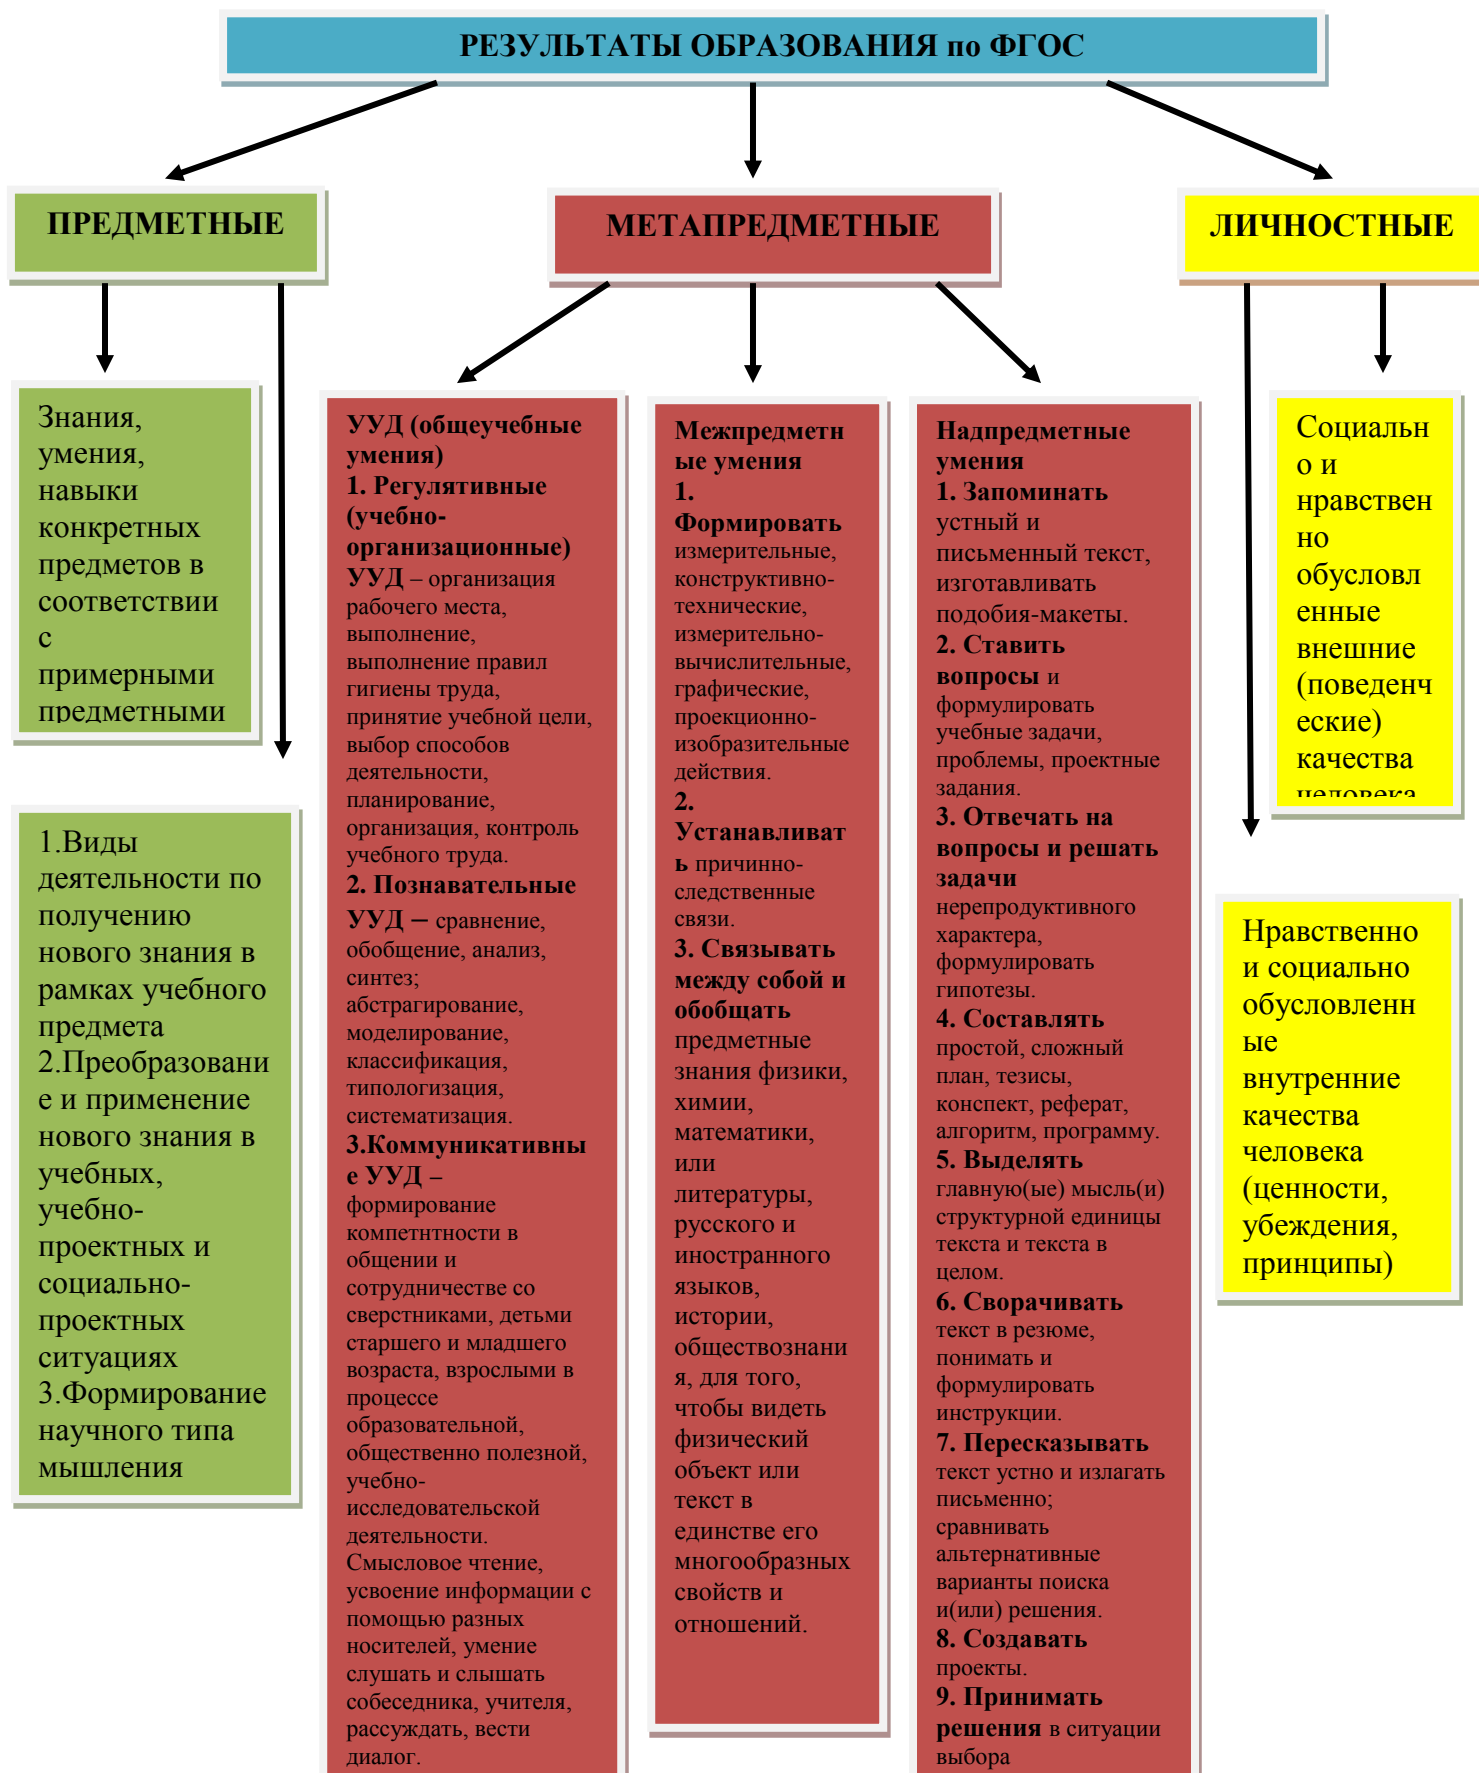 РЕЗУЛЬТАТЫ ОБРАЗОВАНИЯ по ФГОС
ПРЕДМЕТНЫЕ
МЕТАПРЕДМЕТНЫЕ
ЛИЧНОСТНЫЕ
Знания,
умения,
навыки
конкретных
предметов в
соответствии
с
примерными
предметными
1.Виды
деятельности по
получению
нового знания в
рамках учебного
предмета
2.Преобразовани
е и применение
нового знания в
учебных,
учебно-
проектных и
социально-
проектных
ситуациях
3.Формирование
научного типа
мышления
УУД (общеучебные
умения)
1. Регулятивные
(учебно-
организационные)
УУД – организация
рабочего места,
выполнение,
выполнение правил
гигиены труда,
принятие учебной цели,
выбор способов
деятельности,
планирование,
организация, контроль
учебного труда.
2. Познавательные
УУД – сравнение,
обобщение, анализ,
синтез;
абстрагирование,
моделирование,
классификация,
типологизация,
систематизация.
3.Коммуникативны
е УУД –
формирование
компетнтности в
общении и
сотрудничестве со
сверстниками, детьми
старшего и младшего
возраста, взрослыми в
процессе
образовательной,
общественно полезной,
учебно-
исследовательской
деятельности.
Смысловое чтение,
усвоение информации с
помощью разных
носителей, умение
слушать и слышать
собеседника, учителя,
рассуждать, вести
диалог.
Межпредметн
ые умения
1.
Формировать
измерительные,
конструктивно-
технические,
измерительно-
вычислительные,
графические,
проекционно-
изобразительные
действия.
2.
Устанавливат
ь причинно-
следственные
связи.
3. Связывать
между собой и
обобщать
предметные
знания физики,
химии,
математики,
или
литературы,
русского и
иностранного
языков,
истории,
обществознани
я, для того,
чтобы видеть
физический
объект или
текст в
единстве его
многообразных
свойств и
отношений.
Надпредметные
умения
1. Запоминать
устный и
письменный текст,
изготавливать
подобия-макеты.
2. Ставить
вопросы и
формулировать
учебные задачи,
проблемы, проектные
задания.
3. Отвечать на
вопросы и решать
задачи
нерепродуктивного
характера,
формулировать
гипотезы.
4. Составлять
простой, сложный
план, тезисы,
конспект, реферат,
алгоритм, программу.
5. Выделять
главную(ые) мысль(и)
структурной единицы
текста и текста в
целом.
6. Сворачивать
текст в резюме,
понимать и
формулировать
инструкции.
7. Пересказывать
текст устно и излагать
письменно;
сравнивать
альтернативные
варианты поиска
и(или) решения.
8. Создавать
проекты.
9. Принимать
решения в ситуации
выбора
Социальн
о и
нравствен
но
обусловл
енные
внешние
(поведенч
еские)
качества
человека
Нравственно
и социально
обусловленн
ые
внутренние
качества
человека
(ценности,
убеждения,
принципы)